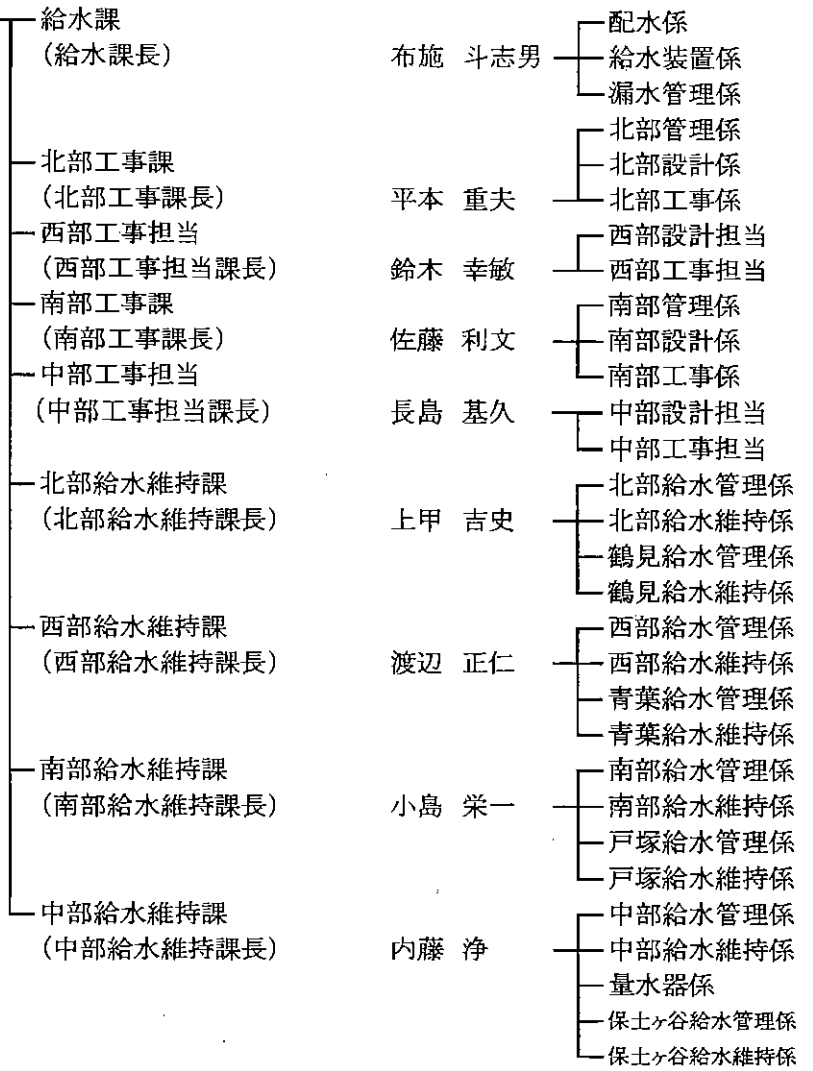 給水課 配水係
(給水課長) 布施 斗志男 給水装置係
漏水管理係
北部管理係
北部工事課 北部設計係
(北部工事課長) 平本 重夫 北部工事係
西部工事担当 西部設計担当
(西部工事担当課長) 鈴木 幸敏 西部工事担当
南部工事課 南部管理係
(南部工事課長) 佐藤 利文 南部設計係
中部工事担当 南部工事係
(中部工事担当課長) 長島 基久 中部設計担当
中部工事担当
北部給水維持課 北部給水管理係
(北部給水維持課長) 上甲 吉史 北部給水維持係
鶴見給水管理係
鶴見給水維持係
西部給水維持課 西部給水管理係
(西部給水維持課長) 渡辺 正仁 西部給水維持係
青葉給水管理係
青葉給水維持係
南部給水維持課 南部給水管理係
(南部給水維持課長) 小島 栄一 南部給水維持係
戸塚給水管理係
戸塚給水維持係
中部給水維持課 中部給水管理係
(中部給水維持課長) 内藤 浄 中部給水維持係
量水器係
保土ヶ谷給水管理係
保土ヶ谷給水維持係